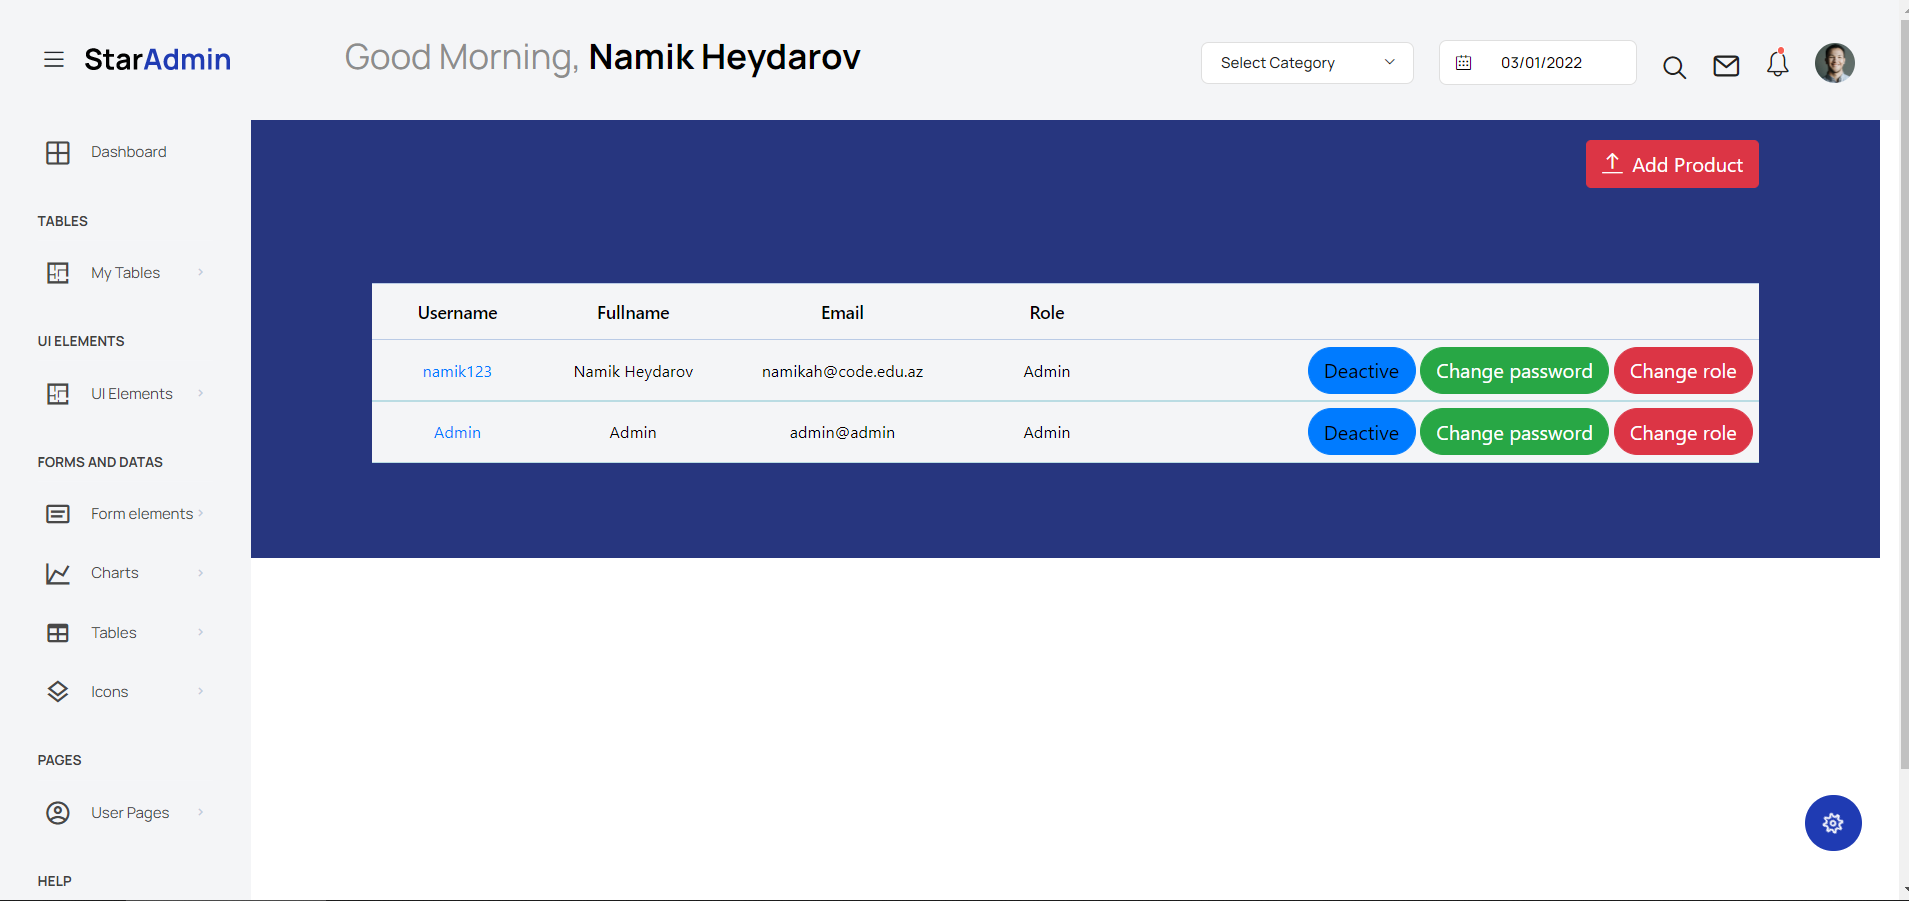 StarAdmin
Good Morning, Namik Heydarov
Select Category
03/01/2022
Dashboard
TABLES
My Tables
UI ELEMENTS
UI Elements
FORMS AND DATAS
Form elements
Charts
Tables
Icons
PAGES
User Pages
HELP
Add Product
Username Fullname Email Role
namik123 Namik Heydarov namikah@code.edu.az Admin Deactive Change password Change role
Admin Admin admin@admin Admin Deactive Change password Change role